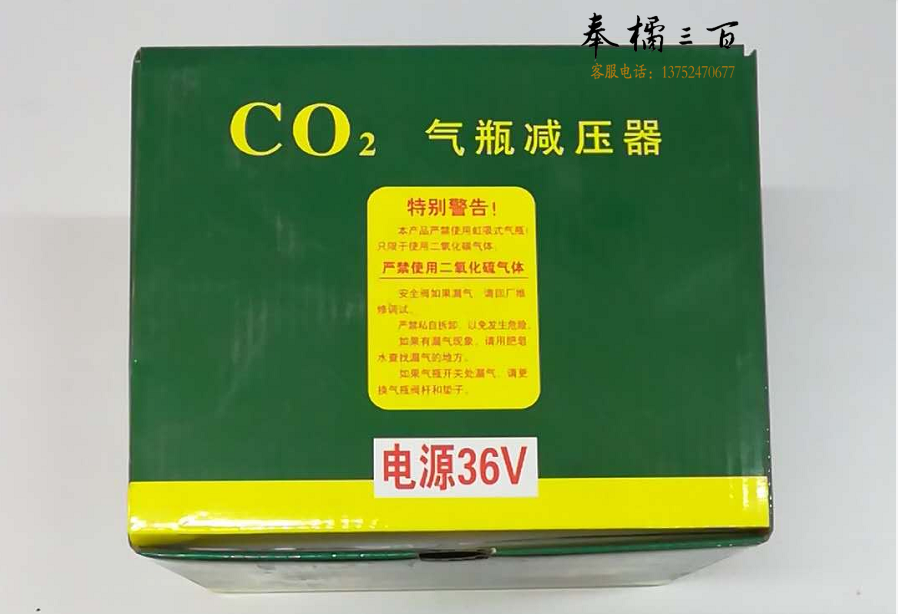 奉橘三百
客服电话：13752470677
CO₂ 气瓶减压器
特别警告！
本产品严禁使用虹吸式气瓶！
只限于使用二氧化碳气体。
严禁使用二氧化硫气体
安全阀如果漏气 请回厂维
修调试。
严禁私自拆卸，以免发生危险。
如果有漏气现象，请用肥皂
水查找漏气的地方。
如果气瓶开关处漏气，请更
换气瓶阀杆和垫子。
电源36V